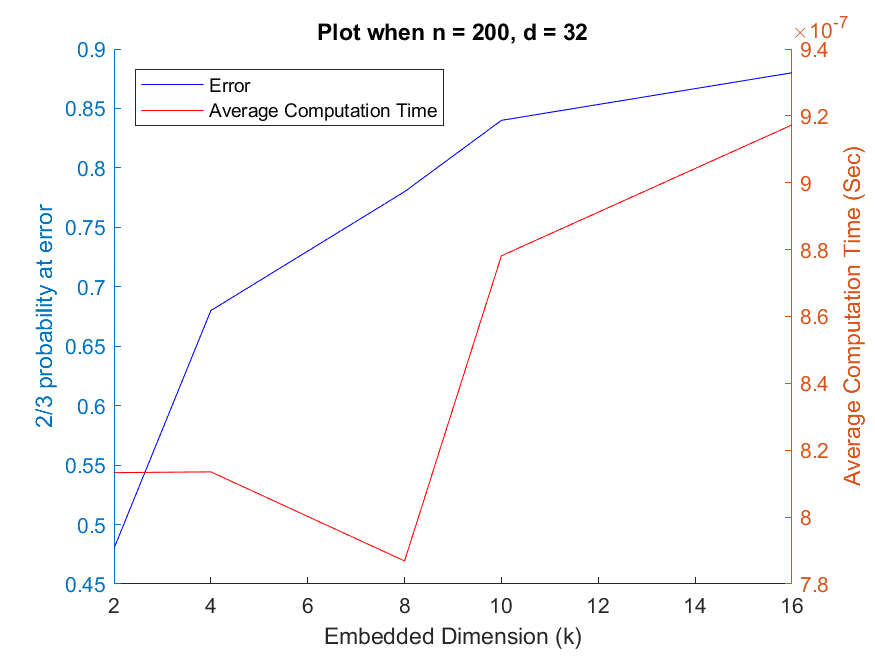 Plot when n = 200, d = 32
×10-7
Error
Average Computation Time
2/3 probability at error
0.9
0.85
0.8
0.75
0.7
0.65
0.6
0.55
0.5
0.45
9.4
9.2
9
8.8
8.6
8.4
8.2
8
7.8
Average Computation Time (Sec)
2 4 6 8 10 12 14 16
Embedded Dimension (k)